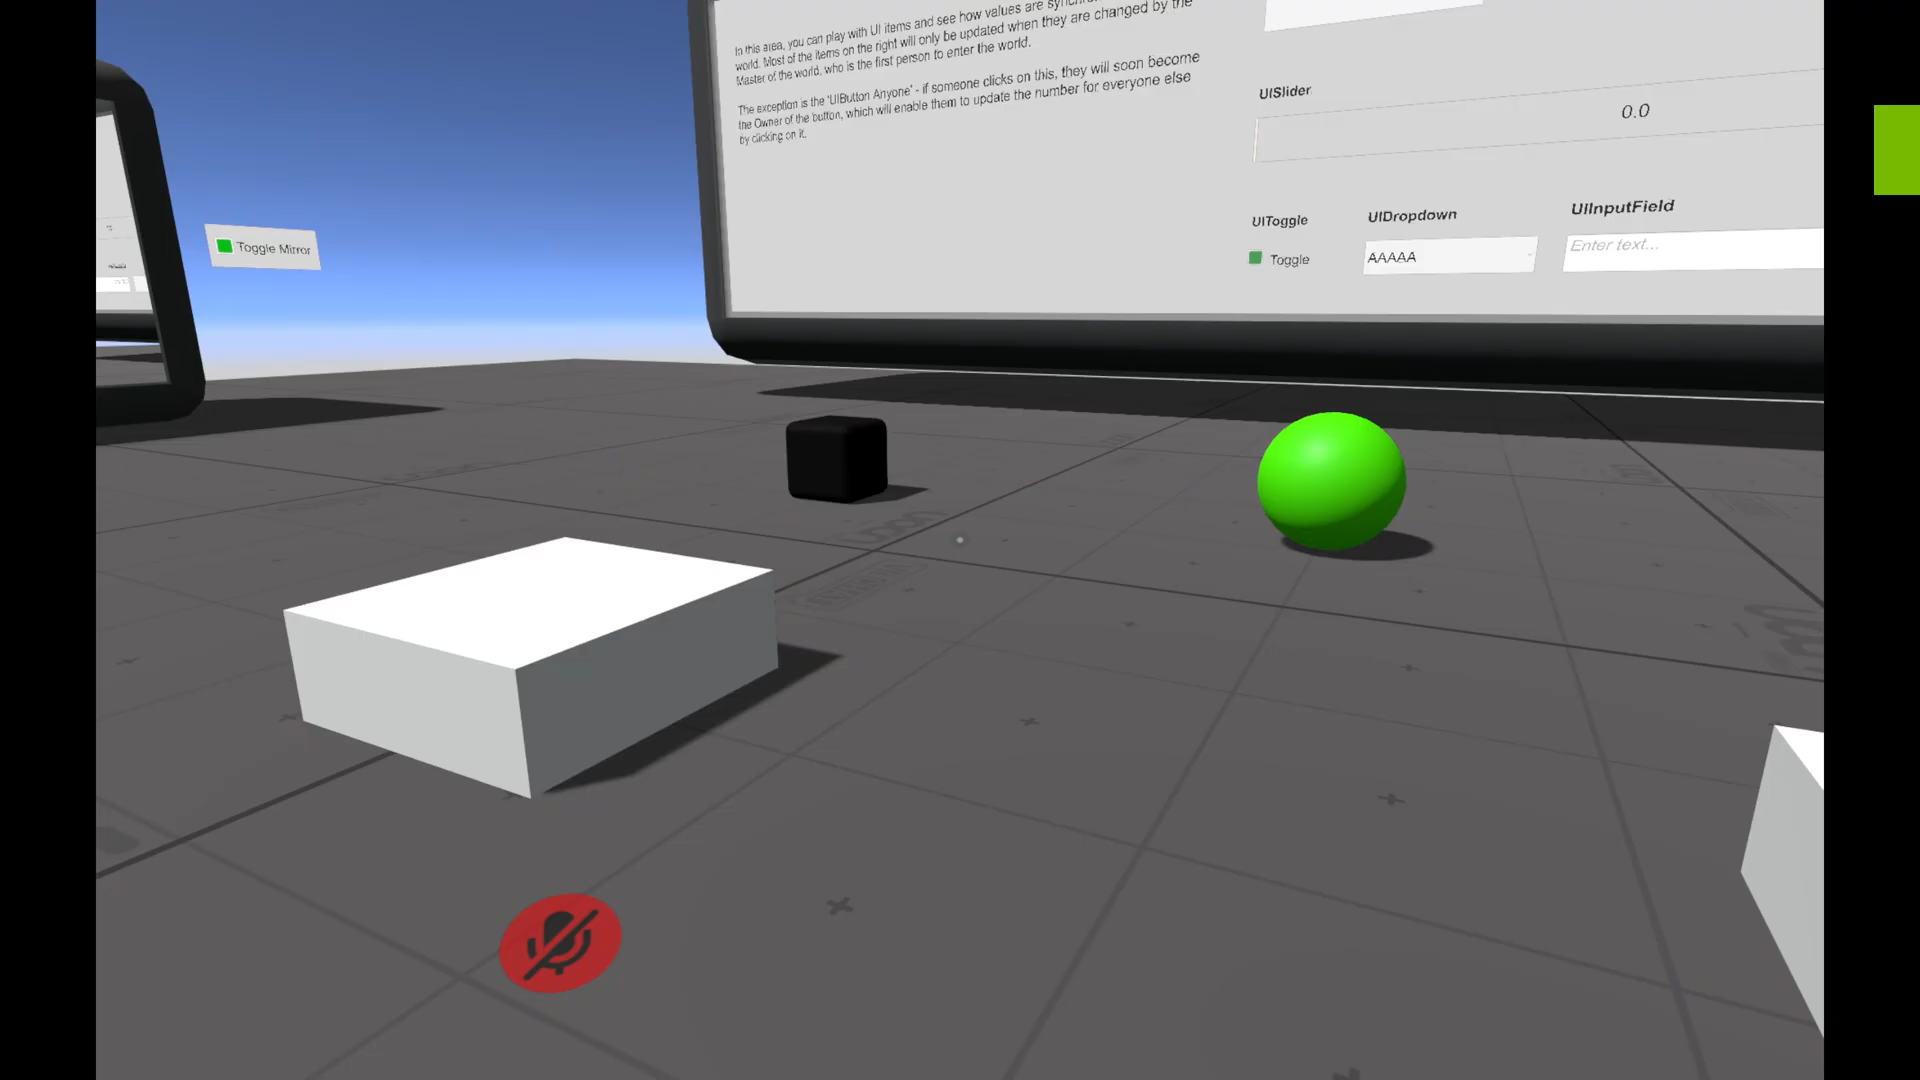 In this area, you can play with UI items and see how values are
world. Most of the items on the right will only be updated when they are changed by the
Master of the world, who is the first person to enter the world.
The exception is the 'UIButton Anyone' - if someone clicks on this, they will soon become
the Owner of the button, which will enable them to update the number for everyone else
by clicking on it.
UISlider
0.0
Toggle Mirror
UIToggle
UIDropdown
UIInputField
Toggle
AAAAA
Enter text...